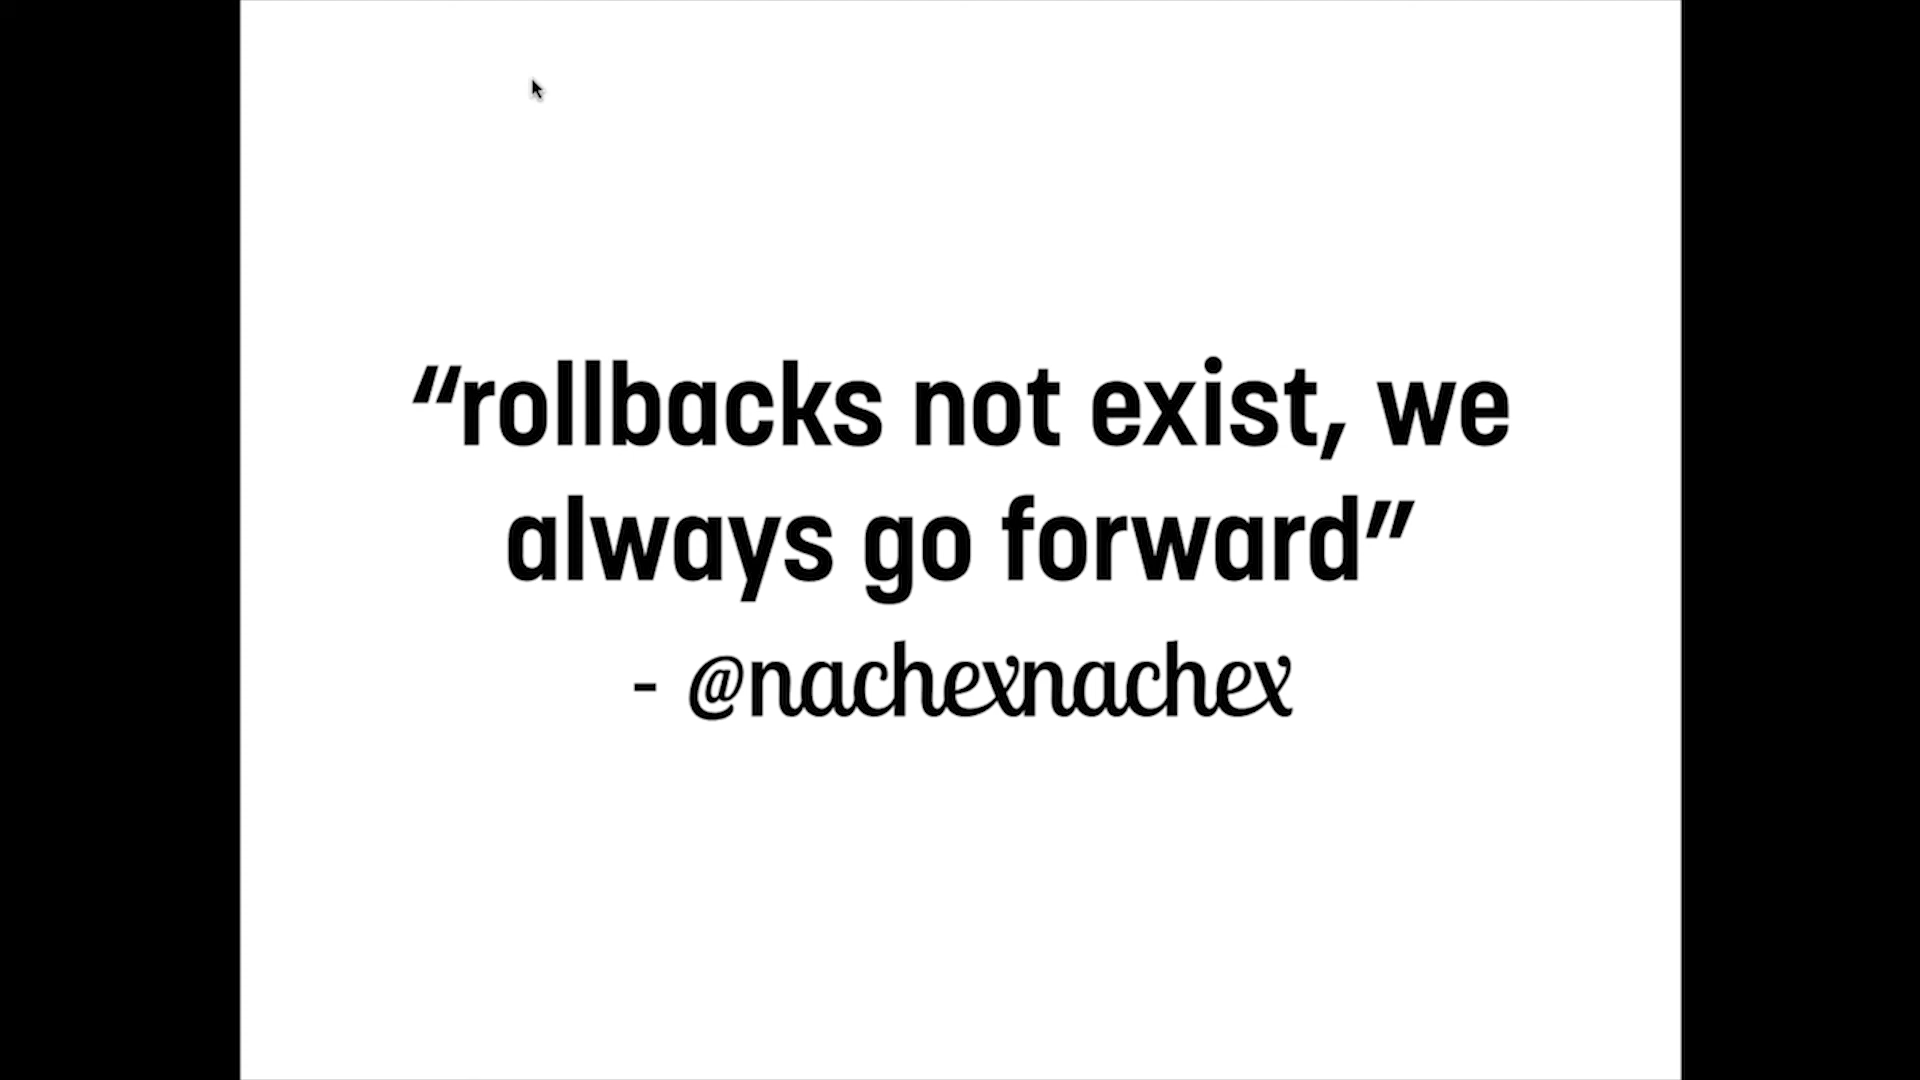 “rollbacks not exist, we
always go forward”
- @nachexnachex